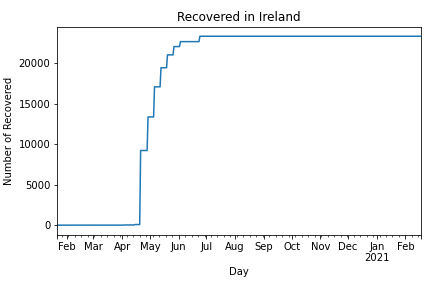 Recovered in Ireland
Number of Recovered
20000
15000
10000
5000
0
Feb Mar Apr May Jun Jul Aug Sep Oct Nov Dec Jan Feb
2021
Day